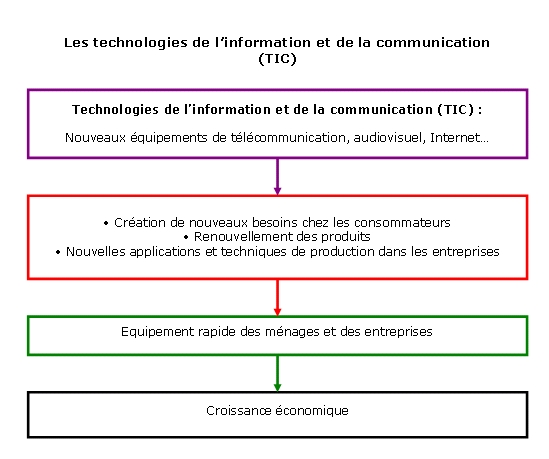 Les technologies de l'information et de la communication
(TIC)
Technologies de l'information et de la communication (TIC) :
Nouveaux équipements de télécommunication, audiovisuel, Internet…
• Création de nouveaux besoins chez les consommateurs
• Renouvellement des produits
• Nouvelles applications et techniques de production dans les entreprises
Equipement rapide des ménages et des entreprises
Croissance économique